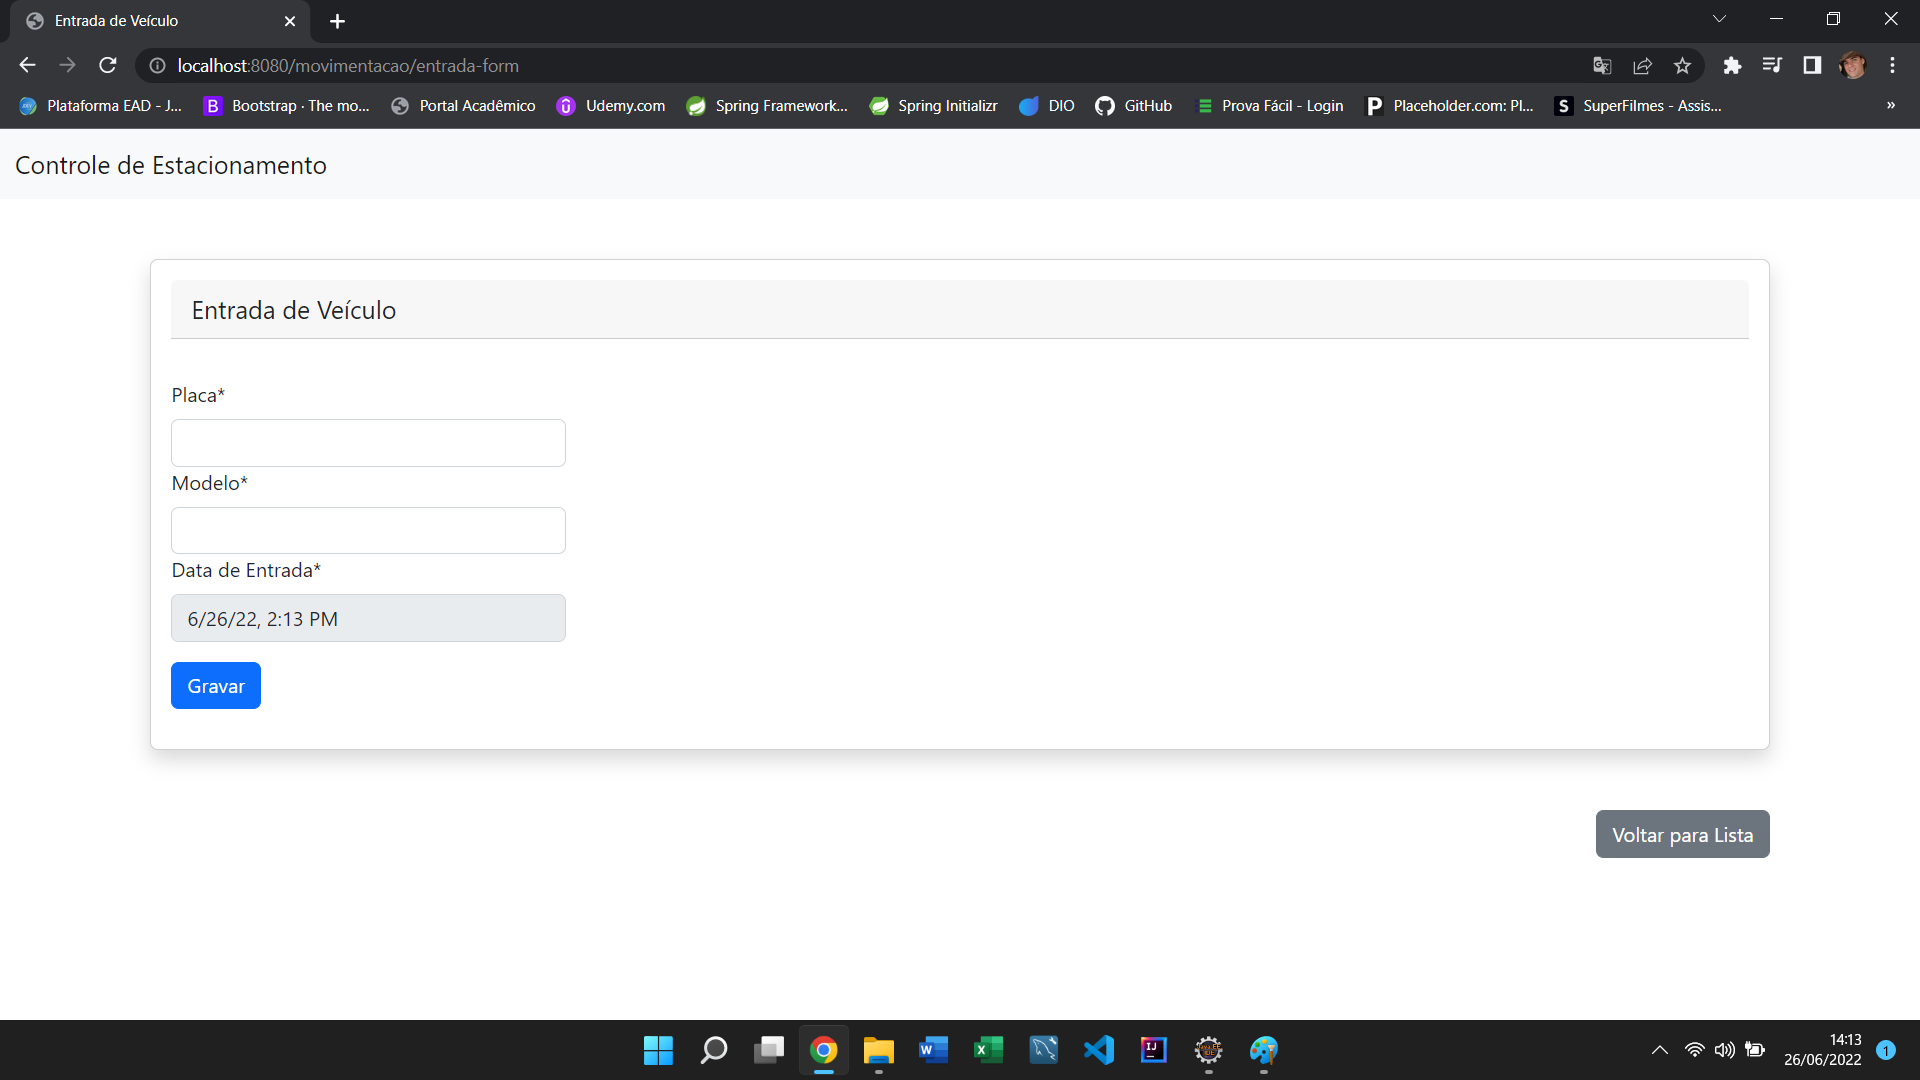 Entrada de Veículo
localhost:8080/movimentacao/entrada-form
Plataforma EAD - J...
Bootstrap · The mo...
Portal Acadêmico
Udemy.com
Spring Framework...
Spring Initializr
DIO
GitHub
Prova Fácil - Login
Placeholder.com: Pl...
SuperFilmes - Assis...
»
Controle de Estacionamento
Entrada de Veículo
Placa*
Modelo*
Data de Entrada*
6/26/22, 2:13 PM
Gravar
Voltar para Lista
14:13
26/06/2022
1